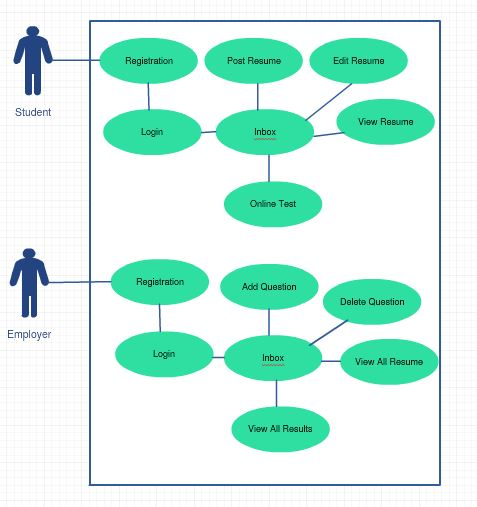 Registration
Post Resume
Edit Resume
Student
Login
Inbox
View Resume
Online Test
Registration
Add Question
Delete Question
Employer
Login
Inbox
View All Resume
View All Results